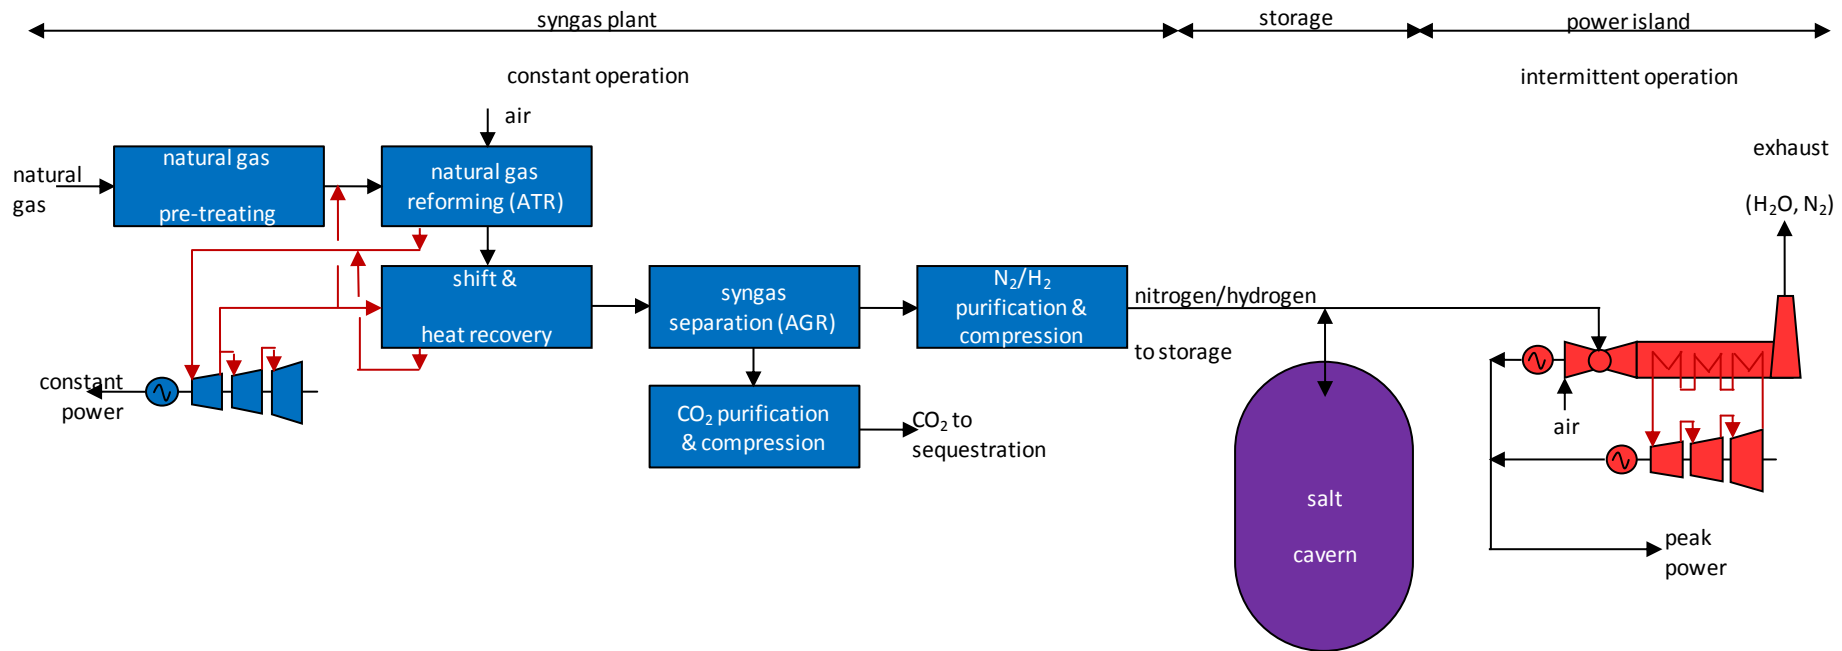 syngas plant
storage
power island
constant operation
intermittent operation
air
natural gas
pre-treating
natural gas
reforming (ATR)
natural
gas
exhaust
(H₂O, N₂)
shift &
heat recovery
syngas
separation (AGR)
N₂/H₂
purification &
compression
nitrogen/hydrogen
to storage
constant
power
CO₂ purification
& compression
CO₂ to
sequestration
air
salt
cavern
peak
power